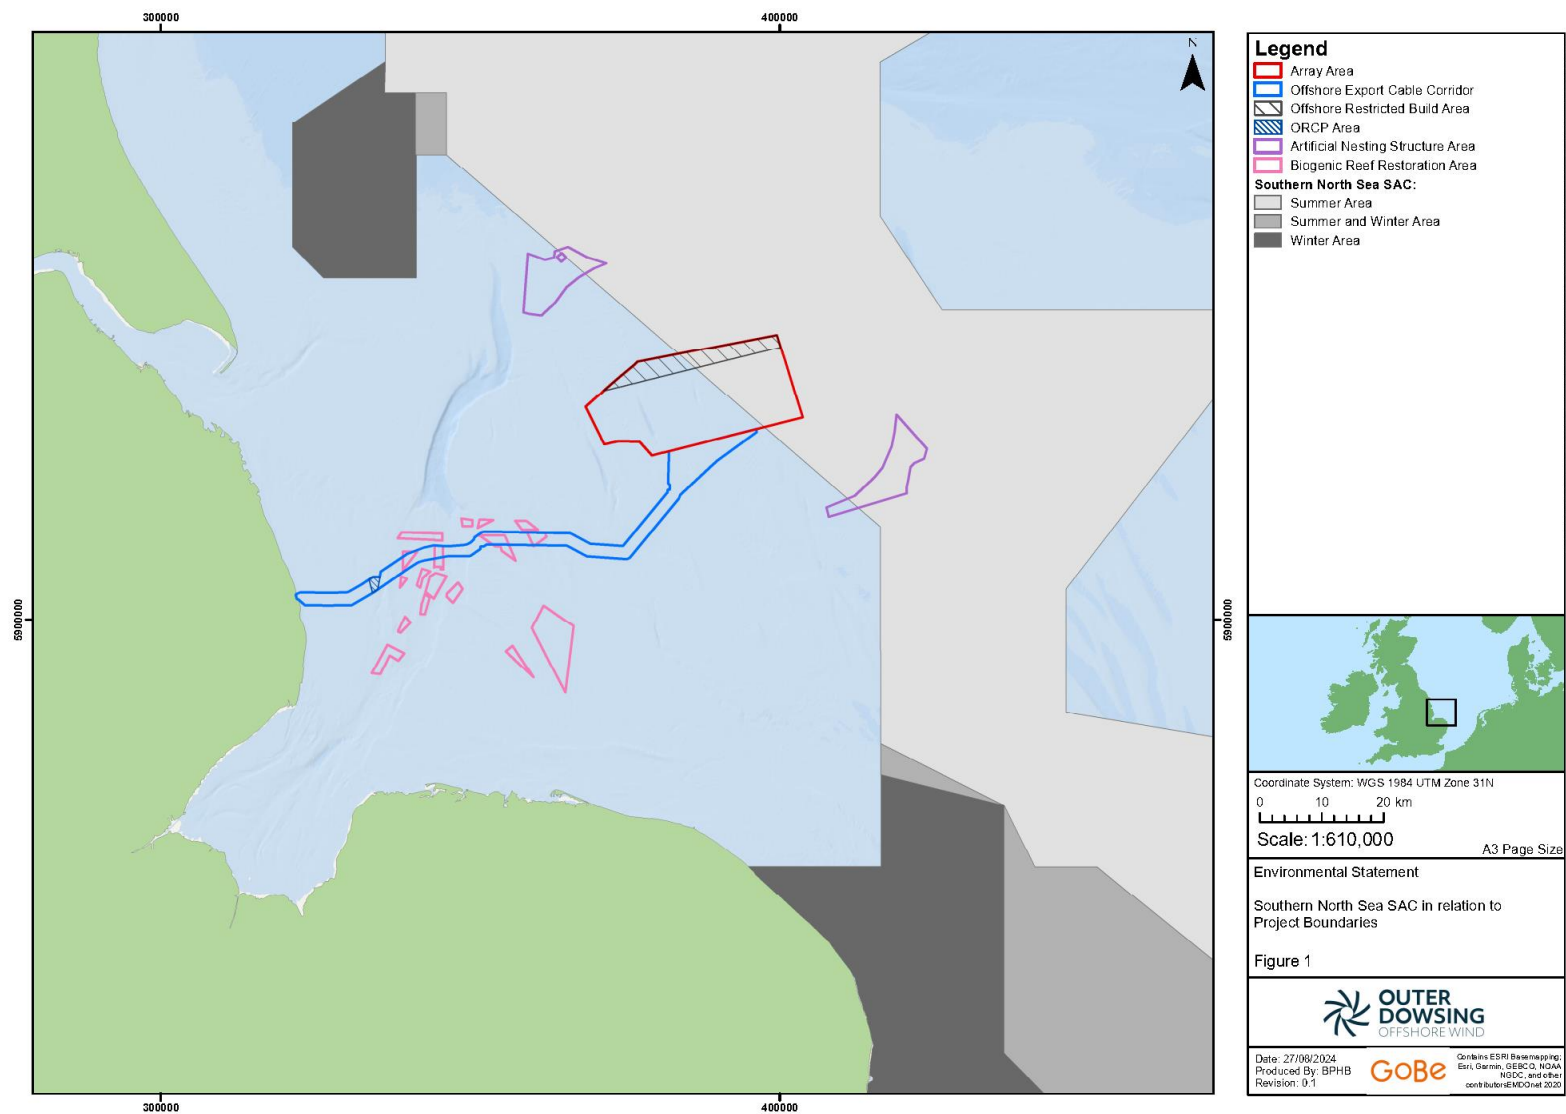 300000
400000
N
5900000
5900000
300000
400000
Legend
Array Area
Offshore Export Cable Corridor
Offshore Restricted Build Area
ORCP Area
Artificial Nesting Structure Area
Biogenic Reef Restoration Area
Southern North Sea SAC:
Summer Area
Summer and Winter Area
Winter Area
Coordinate System: WGS 1984 UTM Zone 31N
0 10 20 km
Scale: 1:610,000
A3 Page Size
Environmental Statement
Southern North Sea SAC in relation to
Project Boundaries
Figure 1
OUTER
DOWSING
OFFSHORE WIND
Date: 27/08/2024
Produced By: BPHB
Revision: 0.1
GoBe
Contains ESRI Basemapping;
Esri, Garmin, GEBCO, NOAA
NGDC, and other
contributorsEMDOnet 2020